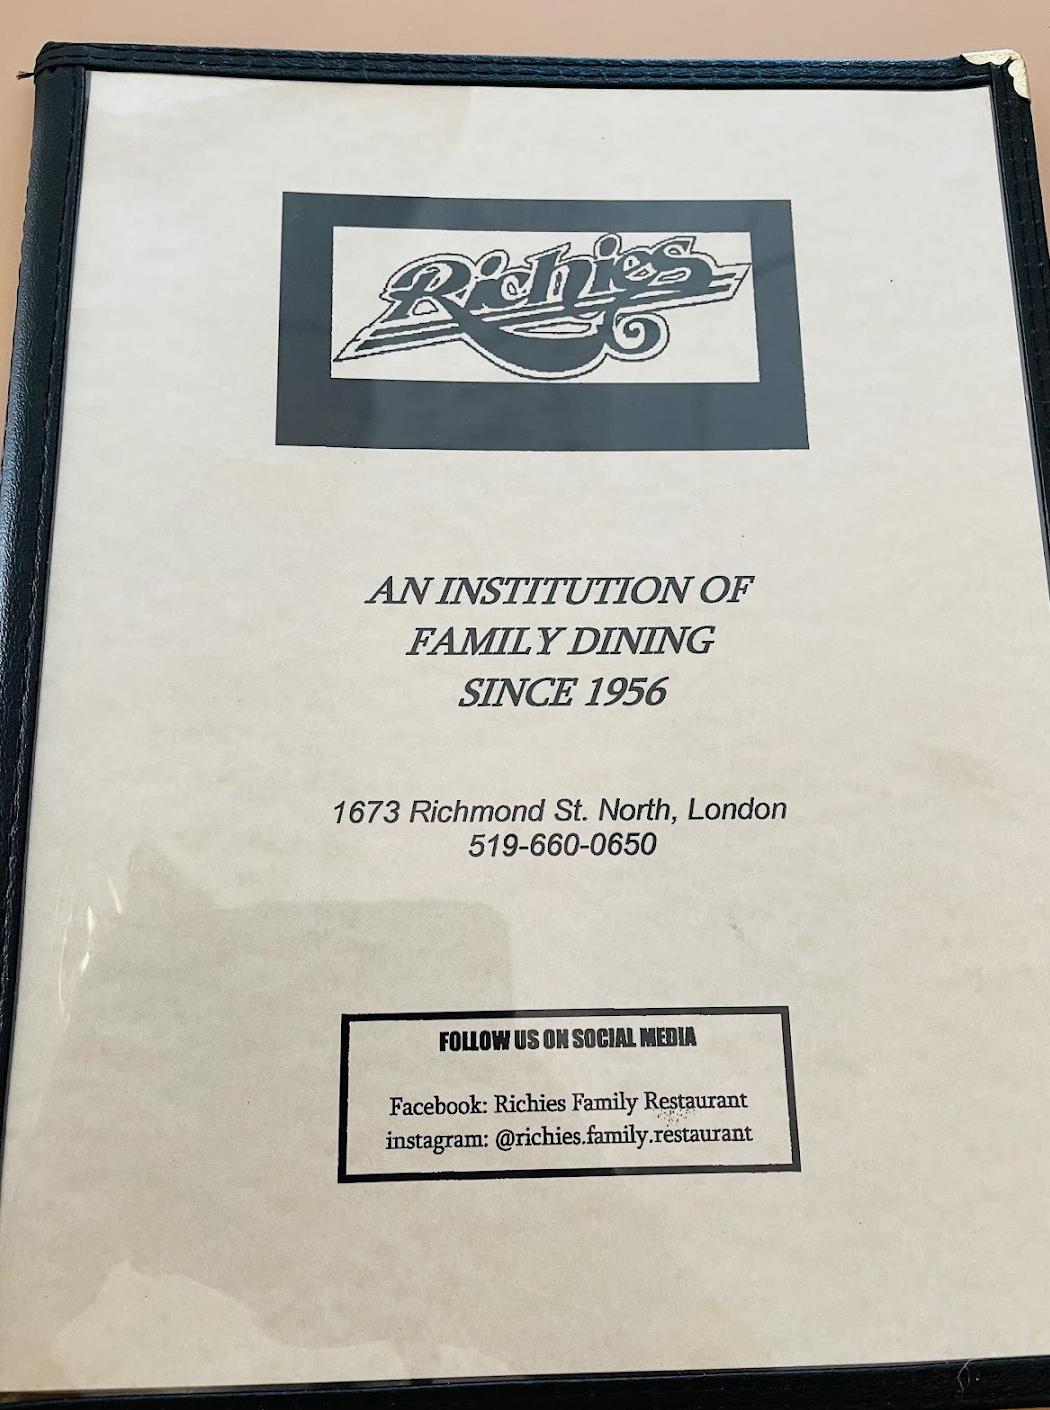 Richies
AN INSTITUTION OF
FAMILY DINING
SINCE 1956
1673 Richmond St. North, London
519-660-0650
FOLLOW US ON SOCIAL MEDIA
Facebook: Richies Family Restaurant
instagram: @richies.family.restaurant